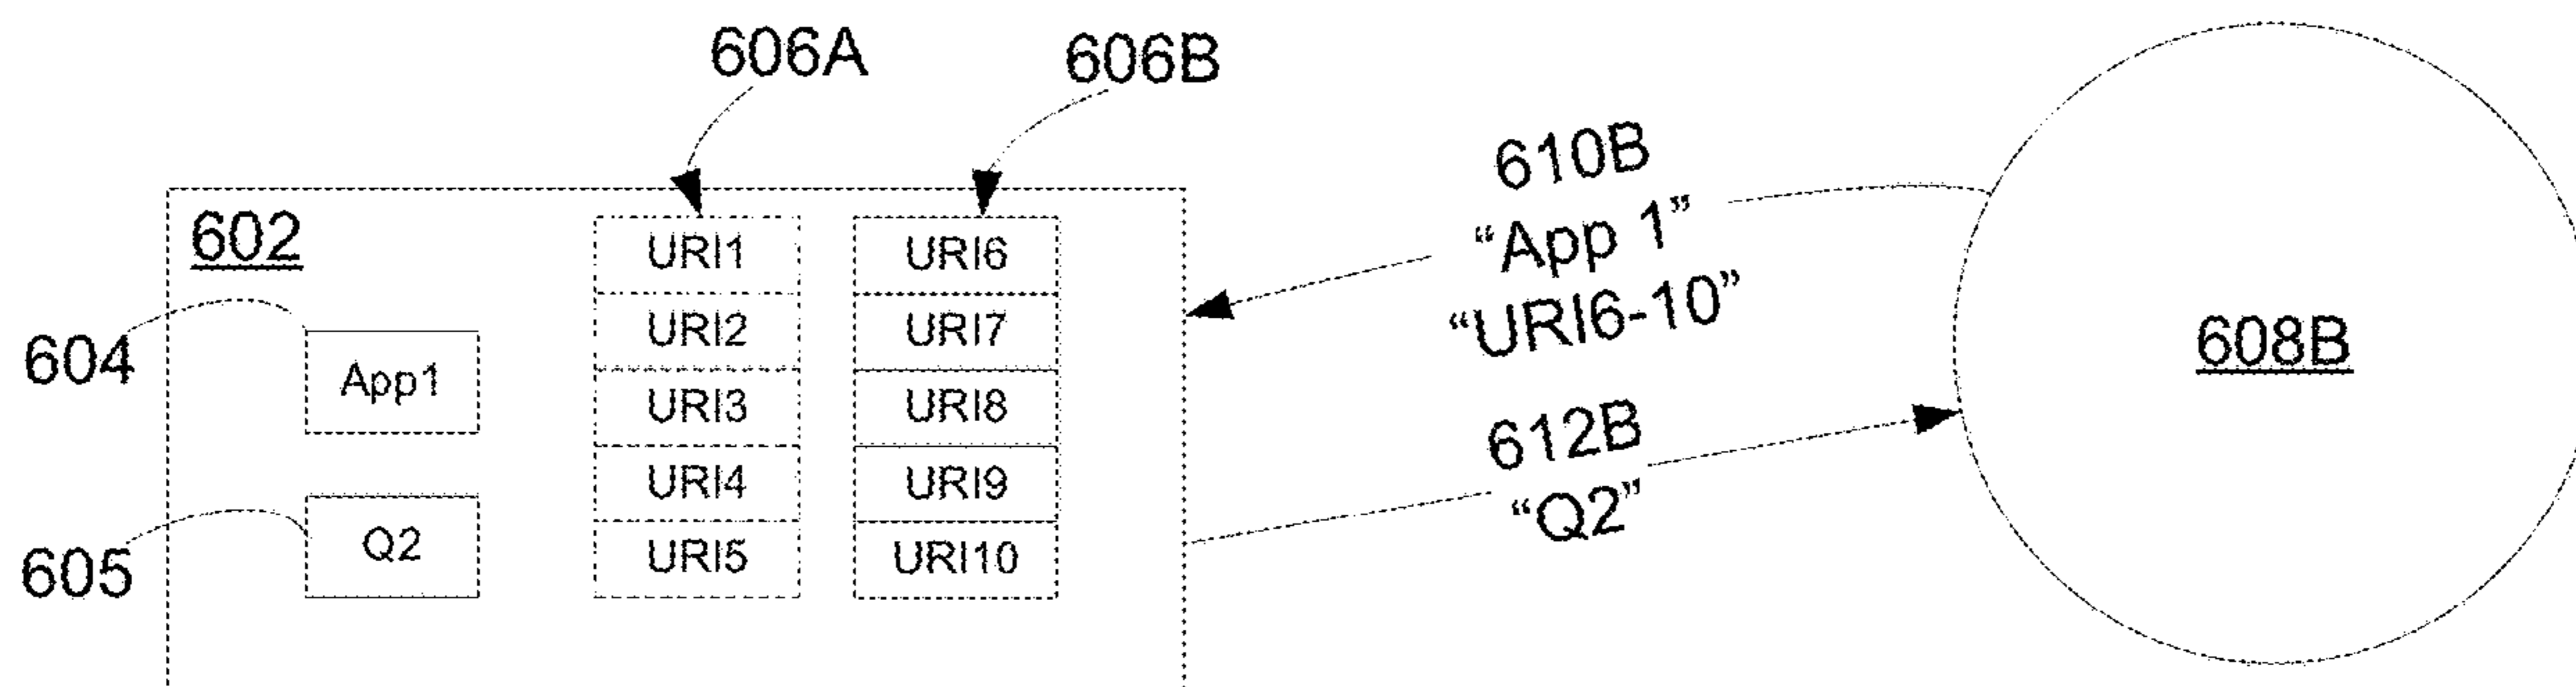 606A
606B
602
URI1
URI2
URI3
URI4
URI5
URI6
URI7
URI8
URI9
URI10
604
App1
605
Q2
610B
“App 1”
“URI6-10”
612B
“Q2”
608B